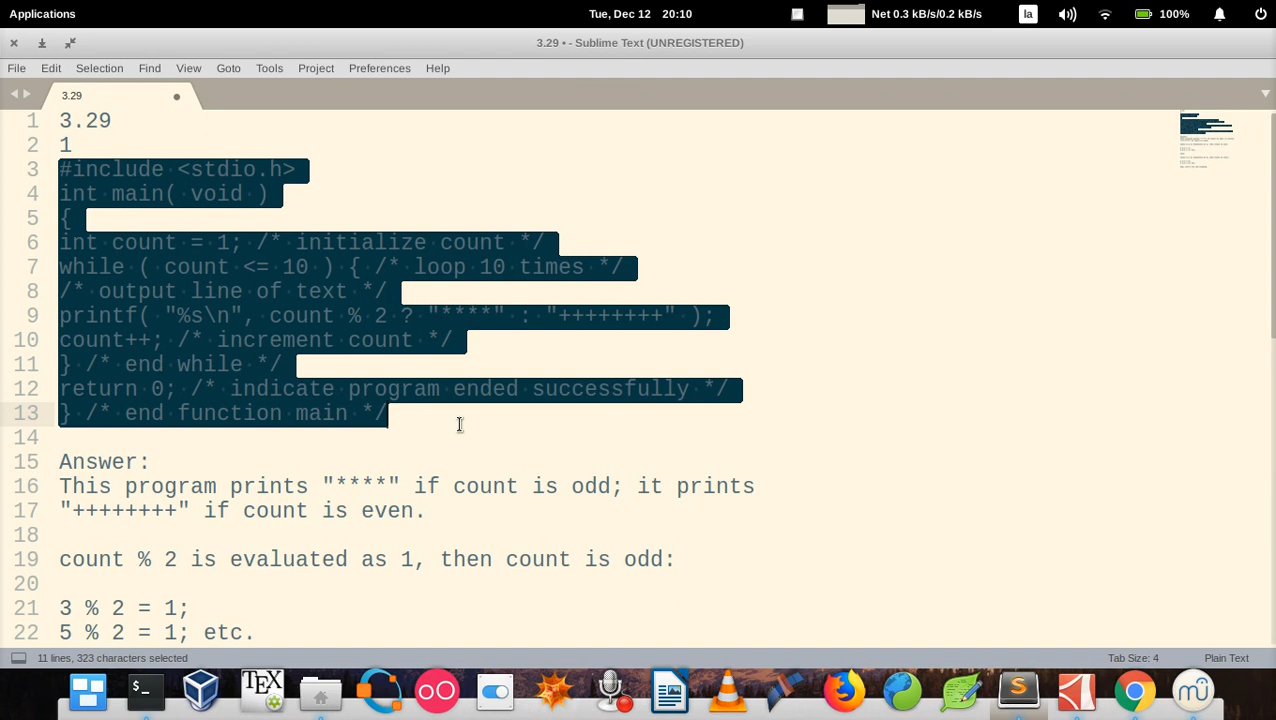 Applications
Tue, Dec 12 20:10
Net 0.3 kB/s/0.2 kB/s
la
100%
3.29 • - Sublime Text (UNREGISTERED)
File Edit Selection Find View Goto Tools Project Preferences Help
3.29
1 3.29
2 1
3 #include <stdio.h>
4 int main( void )
5 {
6 int count = 1; /* initialize count */
7 while ( count <= 10 ) { /* loop 10 times */
8 /* output line of text */
9 printf( "%s\n", count % 2 ? "****" : "++++++++" );
10 count++; /* increment count */
11 } /* end while */
12 return 0; /* indicate program ended successfully */
13 } /* end function main */
14
15 Answer:
16 This program prints "****" if count is odd; it prints
17 "++++++++" if count is even.
18
19 count % 2 is evaluated as 1, then count is odd:
20
21 3 % 2 = 1;
22 5 % 2 = 1; etc.
11 lines, 323 characters selected
Tab Size: 4
Plain Text
>_
TEX
S
mu